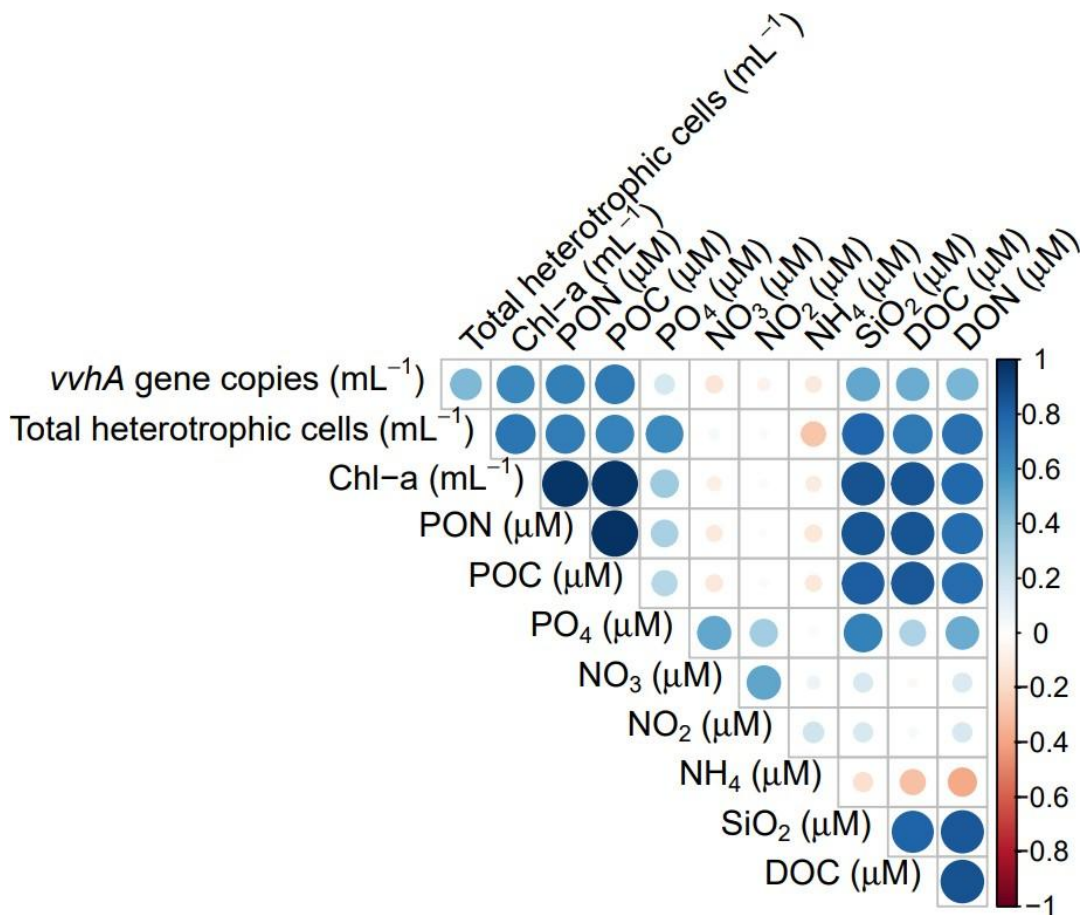 Total heterotrophic cells (mL⁻¹)
Chl−a (mL⁻¹)
PON (μM)
POC (μM)
PO₄ (μM)
NO₃ (μM)
NO₂ (μM)
NH₄ (μM)
SiO₂ (μM)
DOC (μM)
DON (μM)
vvhA gene copies (mL⁻¹)
Total heterotrophic cells (mL⁻¹)
Chl−a (mL⁻¹)
PON (μM)
POC (μM)
PO₄ (μM)
NO₃ (μM)
NO₂ (μM)
NH₄ (μM)
SiO₂ (μM)
DOC (μM)
1
0.8
0.6
0.4
0.2
0
−0.2
−0.4
−0.6
−0.8
−1